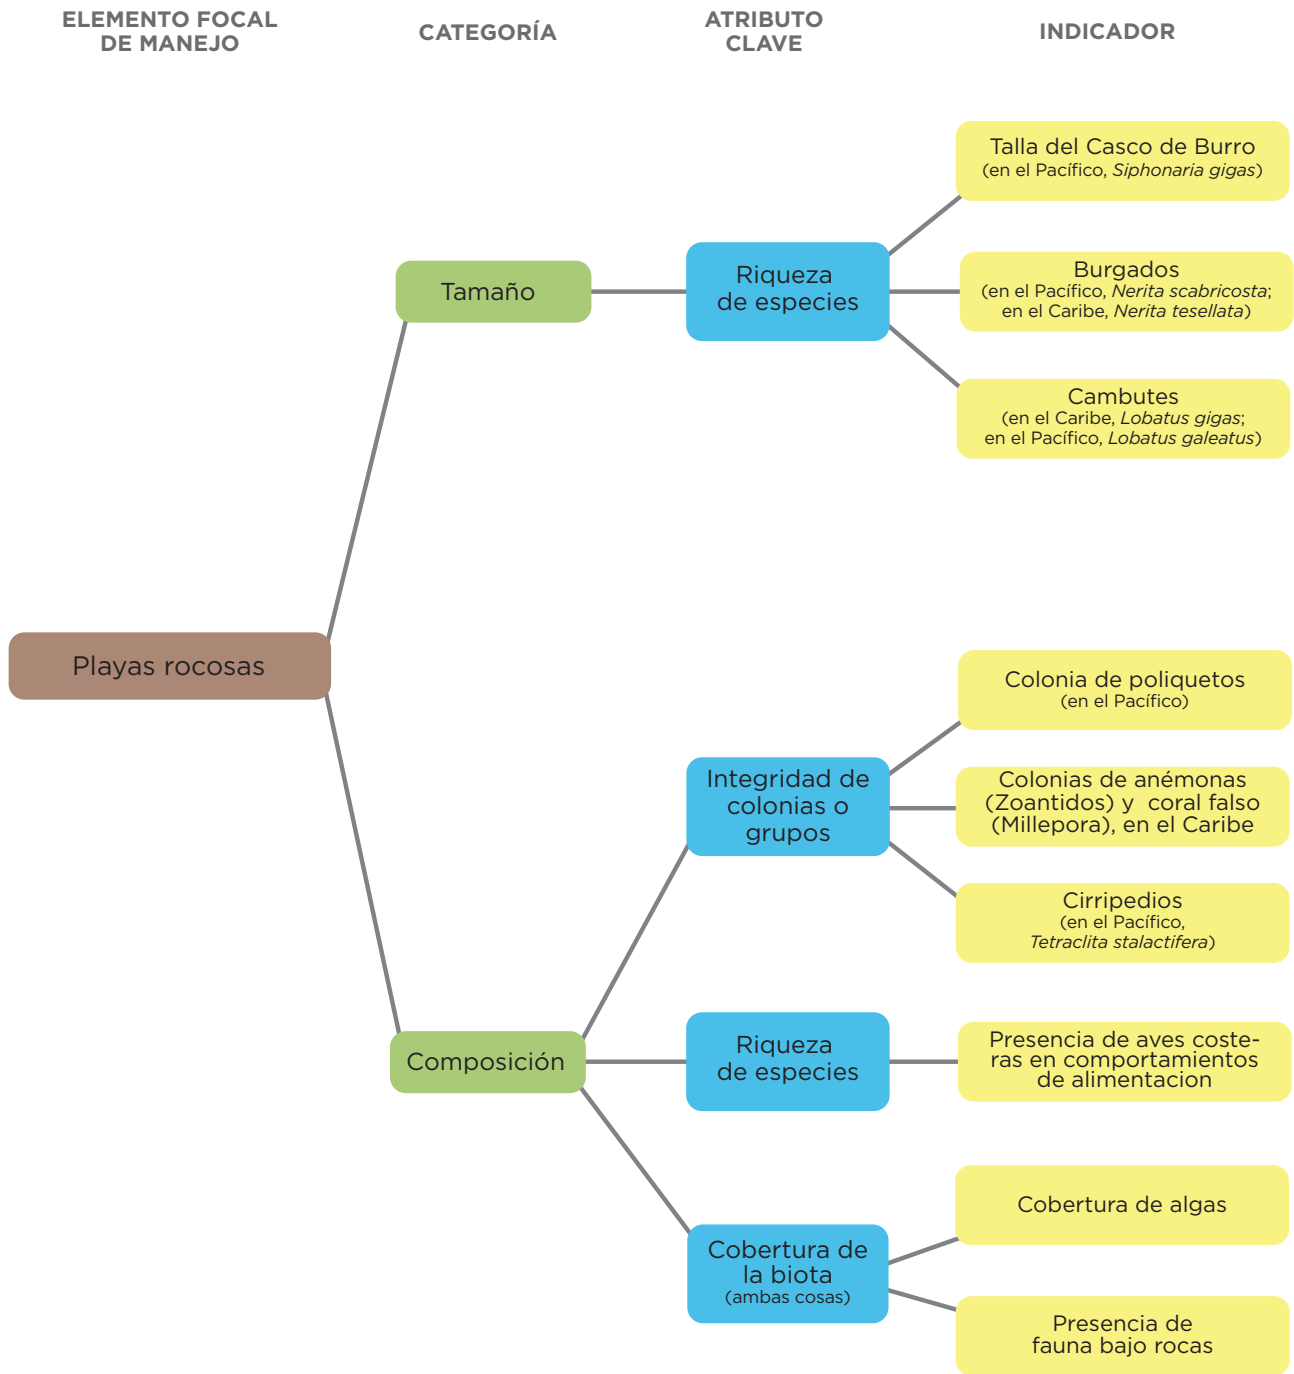 ELEMENTO FOCAL
DE MANEJO
CATEGORÍA
ATRIBUTO
CLAVE
INDICADOR
Talla del Casco de Burro
(en el Pacífico, Siphonaria gigas)
Tamaño
Riqueza
de especies
Burgados
(en el Pacífico, Nerita scabricosta;
en el Caribe, Nerita tesellata)
Cambutes
(en el Caribe, Lobatus gigas;
en el Pacífico, Lobatus galeatus)
Playas rocosas
Colonia de poliquetos
(en el Pacífico)
Integridad de
colonias o
grupos
Colonias de anémonas
(Zoantidos) y coral falso
(Millepora), en el Caribe
Cirripedios
(en el Pacífico,
Tetraclita stalactifera)
Composición
Riqueza
de especies
Presencia de aves coste-
ras en comportamientos
de alimentacion
Cobertura de
la biota
(ambas cosas)
Cobertura de algas
Presencia de
fauna bajo rocas